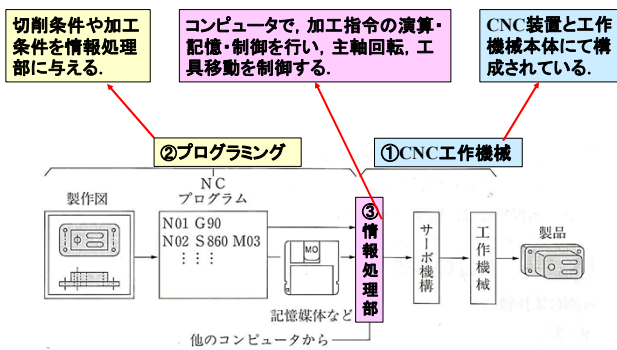 切削条件や加工
条件を情報処理
部に与える.
コンピュータで，加工指令の演算・
記憶・制御を行い，主軸回転，工
具移動を制御する.
CNC装置と工作
機械本体にて構
成されている.
②プログラミング
①CNC工作機械
製作図
NC
プログラム
N01 G90
N02 S860 M03
⋮ ⋮ ⋮
MO
記憶媒体など
他のコンピュータから
③情報処理部
サーボ機構
工作機械
製品